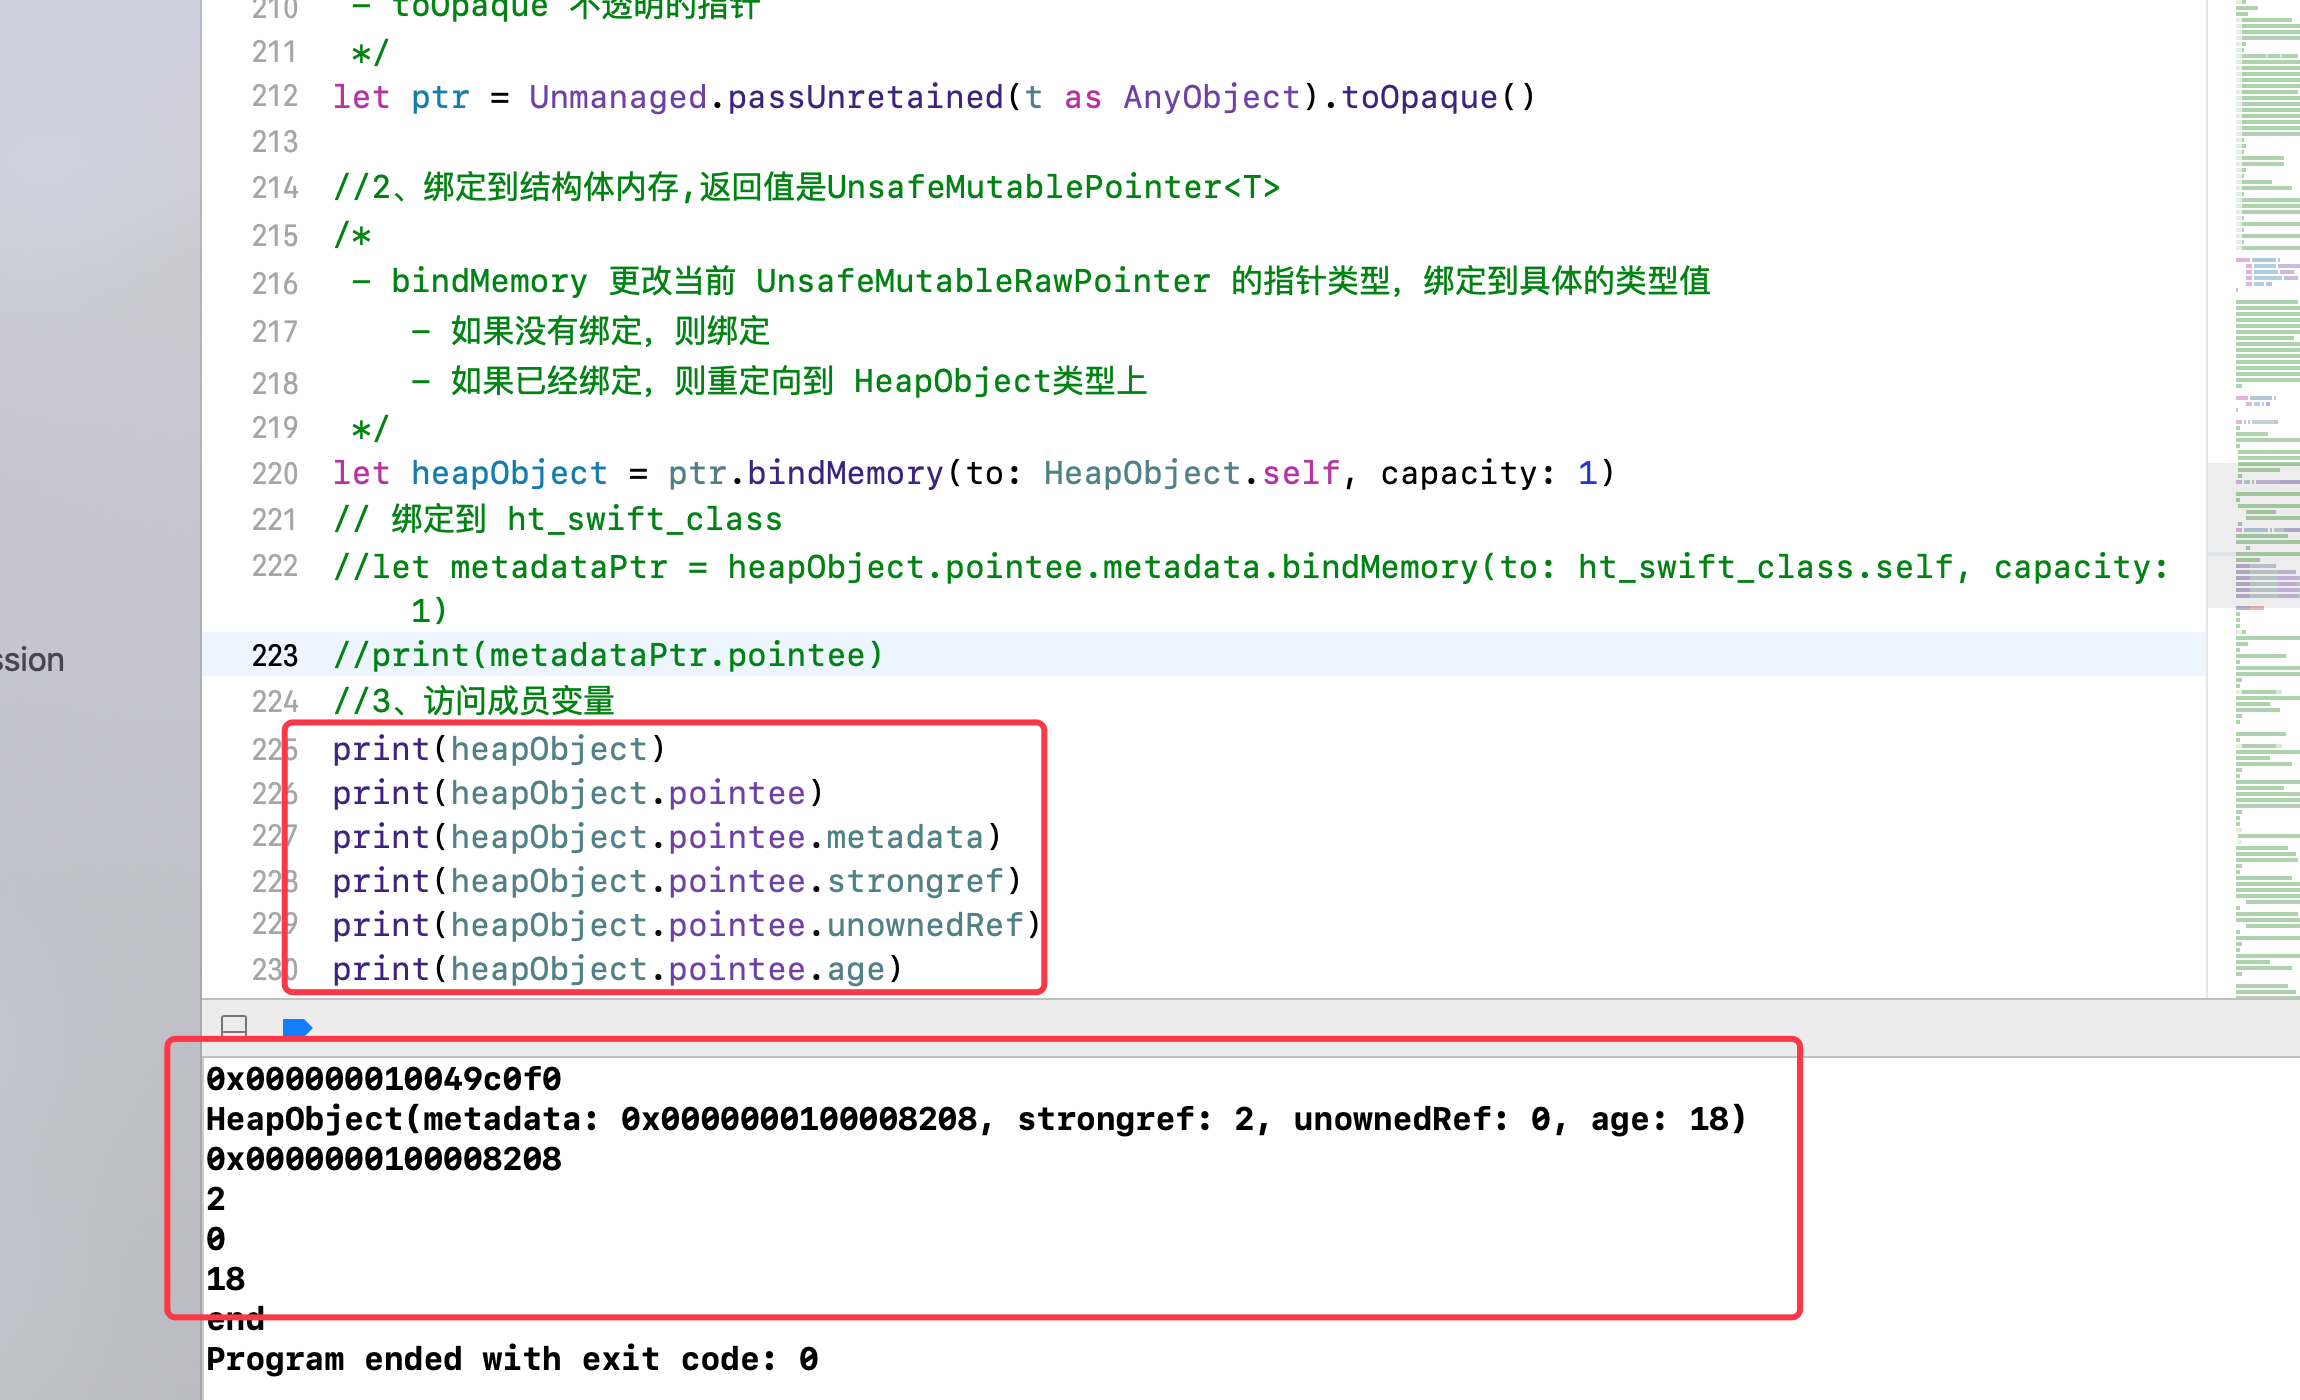 210 - toOpaque 不透明的指针
211 */
212 let ptr = Unmanaged.passUnretained(t as AnyObject).toOpaque()
213
214 //2、绑定到结构体内存,返回值是UnsafeMutablePointer<T>
215 /*
216 - bindMemory 更改当前 UnsafeMutableRawPointer 的指针类型，绑定到具体的类型值
217 - 如果没有绑定，则绑定
218 - 如果已经绑定，则重定向到 HeapObject类型上
219 */
220 let heapObject = ptr.bindMemory(to: HeapObject.self, capacity: 1)
221 // 绑定到 ht_swift_class
222 //let metadataPtr = heapObject.pointee.metadata.bindMemory(to: ht_swift_class.self, capacity:
1)
ssion
223 //print(metadataPtr.pointee)
224 //3、访问成员变量
225 print(heapObject)
226 print(heapObject.pointee)
227 print(heapObject.pointee.metadata)
228 print(heapObject.pointee.strongref)
229 print(heapObject.pointee.unownedRef)
230 print(heapObject.pointee.age)
0x000000010049c0f0
HeapObject(metadata: 0x0000000100008208, strongref: 2, unownedRef: 0, age: 18)
0x0000000100008208
2
0
18
end
Program ended with exit code: 0